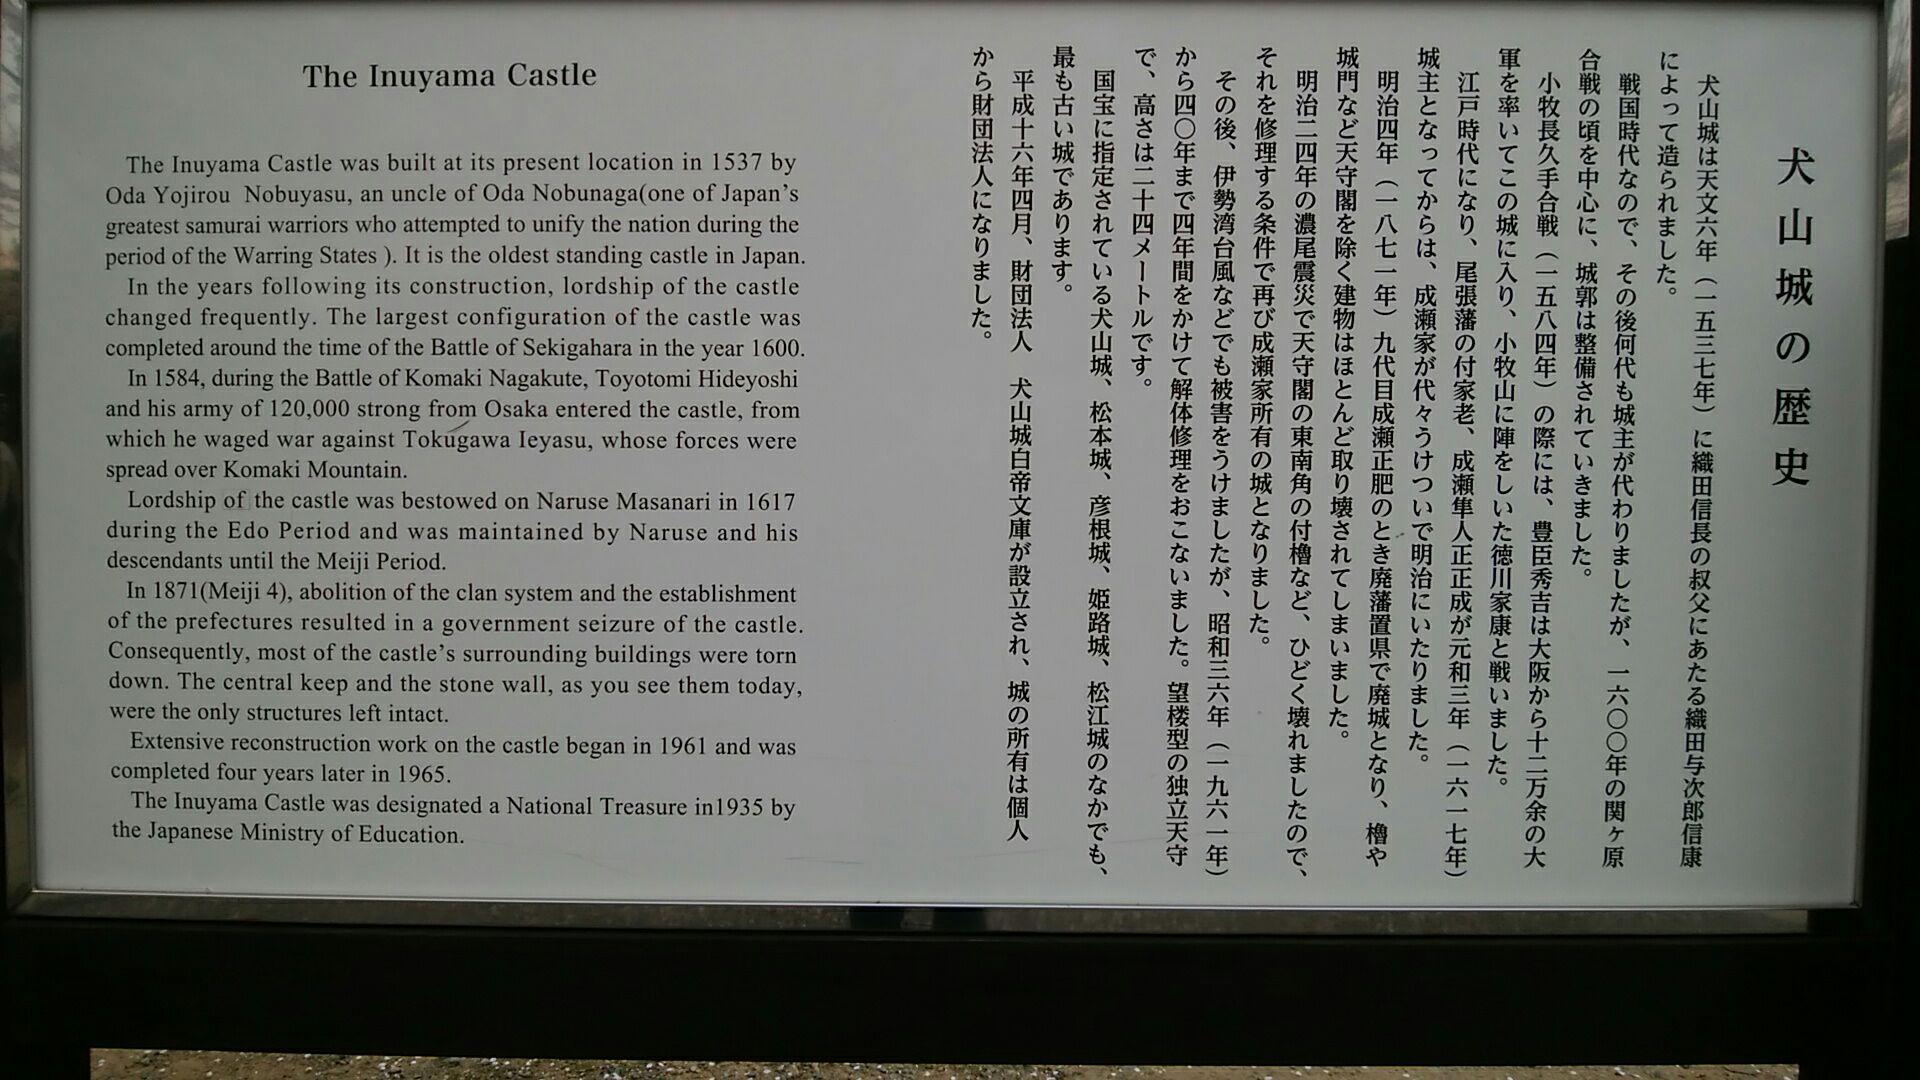 The Inuyama Castle
The Inuyama Castle was built at its present location in 1537 by
Oda Yojirou Nobuyasu, an uncle of Oda Nobunaga(one of Japan's
greatest samurai warriors who attempted to unify the nation during the
period of the Warring States ). It is the oldest standing castle in Japan.
In the years following its construction, lordship of the castle
changed frequently. The largest configuration of the castle was
completed around the time of the Battle of Sekigahara in the year 1600.
In 1584, during the Battle of Komaki Nagakute, Toyotomi Hideyoshi
and his army of 120,000 strong from Osaka entered the castle, from
which he waged war against Tokugawa Ieyasu, whose forces were
spread over Komaki Mountain.
Lordship of the castle was bestowed on Naruse Masanari in 1617
during the Edo Period and was maintained by Naruse and his
descendants until the Meiji Period.
In 1871(Meiji 4), abolition of the clan system and the establishment
of the prefectures resulted in a government seizure of the castle.
Consequently, most of the castle's surrounding buildings were torn
down. The central keep and the stone wall, as you see them today,
were the only structures left intact.
Extensive reconstruction work on the castle began in 1961 and was
completed four years later in 1965.
The Inuyama Castle was designated a National Treasure in1935 by
the Japanese Ministry of Education.
犬山城の歴史
犬山城は天文六年（一五三七年）に織田信長の叔父にあたる織田与次郎信康
によって造られました。
戦国時代なので、その後何代も城主が代わりましたが、一六〇〇年の関ヶ原
合戦の頃を中心に、城郭は整備されていきました。
小牧長久手合戦（一五八四年）の際には、豊臣秀吉は大阪から十二万余の大
軍を率いてこの城に入り、小牧山に陣をしいた徳川家康と戦いました。
江戸時代になり、尾張藩の付家老、成瀬隼人正正成が元和三年（一六一七年）
城主となってからは、成瀬家が代々うけついで明治にいたりました。
明治四年（一八七一年）九代目成瀬正肥のとき廃藩置県で廃城となり、櫓や
城門など天守閣を除く建物はほとんど取り壊されてしまいました。
明治二四年の濃尾震災で天守閣の東南角の付櫓など、ひどく壊れましたので、
それを修理する条件で再び成瀬家所有の城となりました。
その後、伊勢湾台風などでも被害をうけましたが、昭和三六年（一九六一年）
から四〇年まで四年間をかけて解体修理をおこないました。望楼型の独立天守
で、高さは二十四メートルです。
国宝に指定されている犬山城、松本城、彦根城、姫路城、松江城のなかでも、
最も古い城であります。
平成十六年四月、財団法人　犬山城白帝文庫が設立され、城の所有は個人
から財団法人になりました。